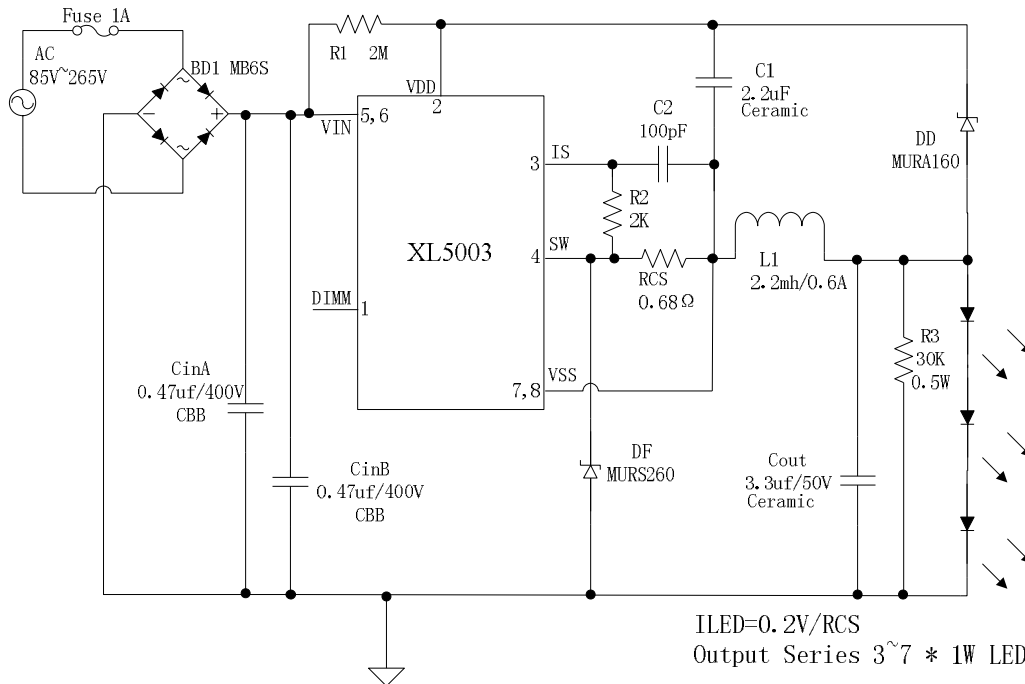 Fuse 1A
AC
85V~265V
BD1 MB6S
~
~
-
+
R1 2M
VDD
2
5,6
VIN
C1
2.2uF
Ceramic
C2
100pF
3
IS
DD
MURA160
R2
2K
XL5003
4
SW
RCS
0.68Ω
L1
2.2mh/0.6A
DIMM
1
VSS
7,8
R3
30K
0.5W
CinA
0.47uf/400V
CBB
CinB
0.47uf/400V
CBB
DF
MURS260
Cout
3.3uf/50V
Ceramic
ILED=0.2V/RCS
Output Series 3~7 * 1W LED